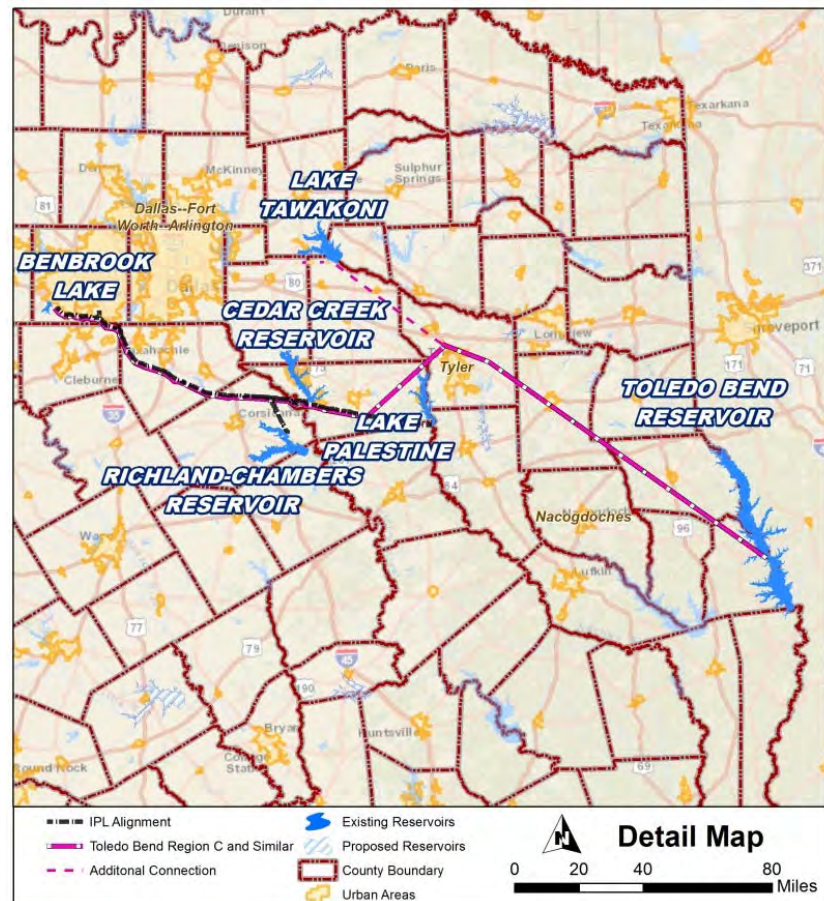 Durant
Denison
Paris
Texarkana
McKinney
Sulphur
Springs
LAKE
TAWAKONI
81
Dallas--Fort
Worth--Arlington
Dallas
BENBROOK
LAKE
80
371
CEDAR CREEK
RESERVOIR
Longview
Shreveport
171
71
Tyler
TOLEDO BEND
RESERVOIR
Cleburne
35
Corsicana
LAKE
PALESTINE
RICHLAND-CHAMBERS
RESERVOIR
Nacogdoches
96
Lufkin
77
79
45
190
Bryan
College
Station
Huntsville
Round Rock
69
IPL Alignment
Toledo Bend Region C and Similar
Additonal Connection
Existing Reservoirs
Proposed Reservoirs
County Boundary
Urban Areas
N
Detail Map
0 20 40 80
Miles